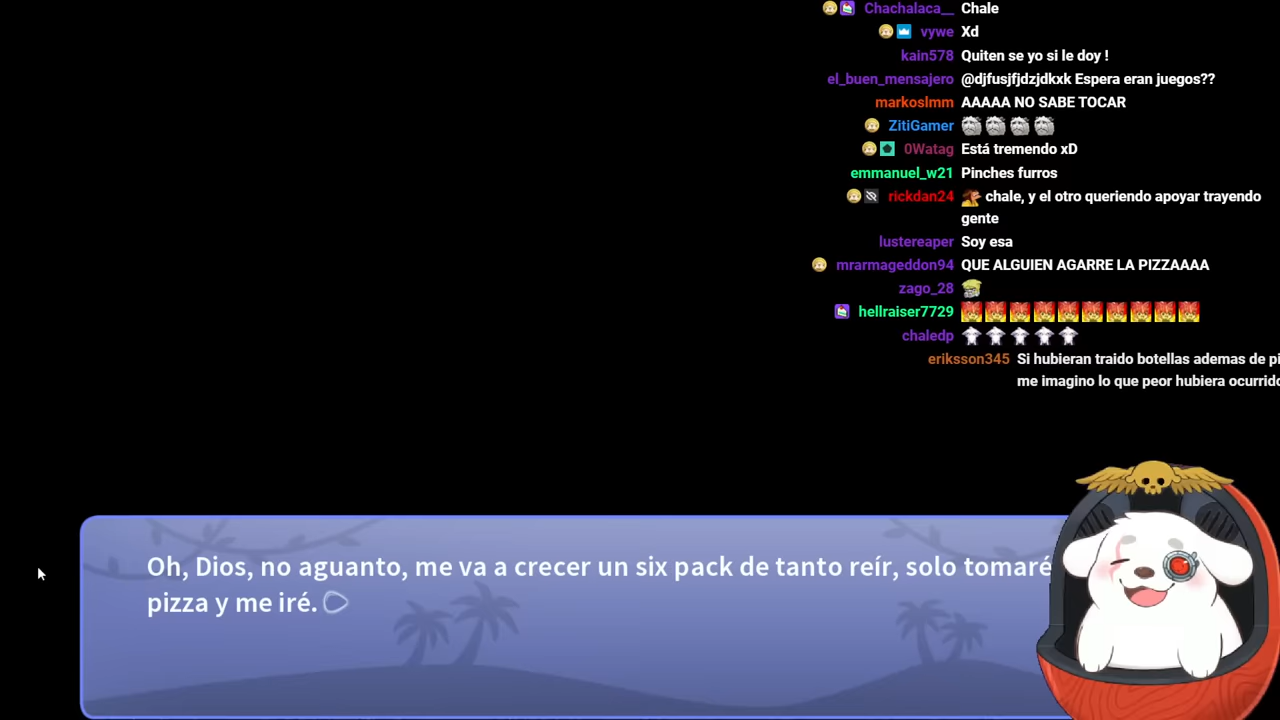 Chachalaca__ Chale
vywe Xd
kain578 Quiten se yo si le doy !
el_buen_mensajero @djfusjfjdzjdkxk Espera eran juegos??
markoslmm AAAAA NO SABE TOCAR
ZitiGamer
0Watag Está tremendo xD
emmanuel_w21 Pinches furros
rickdan24 chale, y el otro queriendo apoyar trayendo
gente
lustereaper Soy esa
mrarmageddon94 QUE ALGUIEN AGARRE LA PIZZAAAA
zago_28
hellraiser7729
chaledp
eriksson345 Si hubieran traido botellas ademas de pi
me imagino lo que peor hubiera ocurrido
Oh, Dios, no aguanto, me va a crecer un six pack de tanto reír, solo tomaré
pizza y me iré.